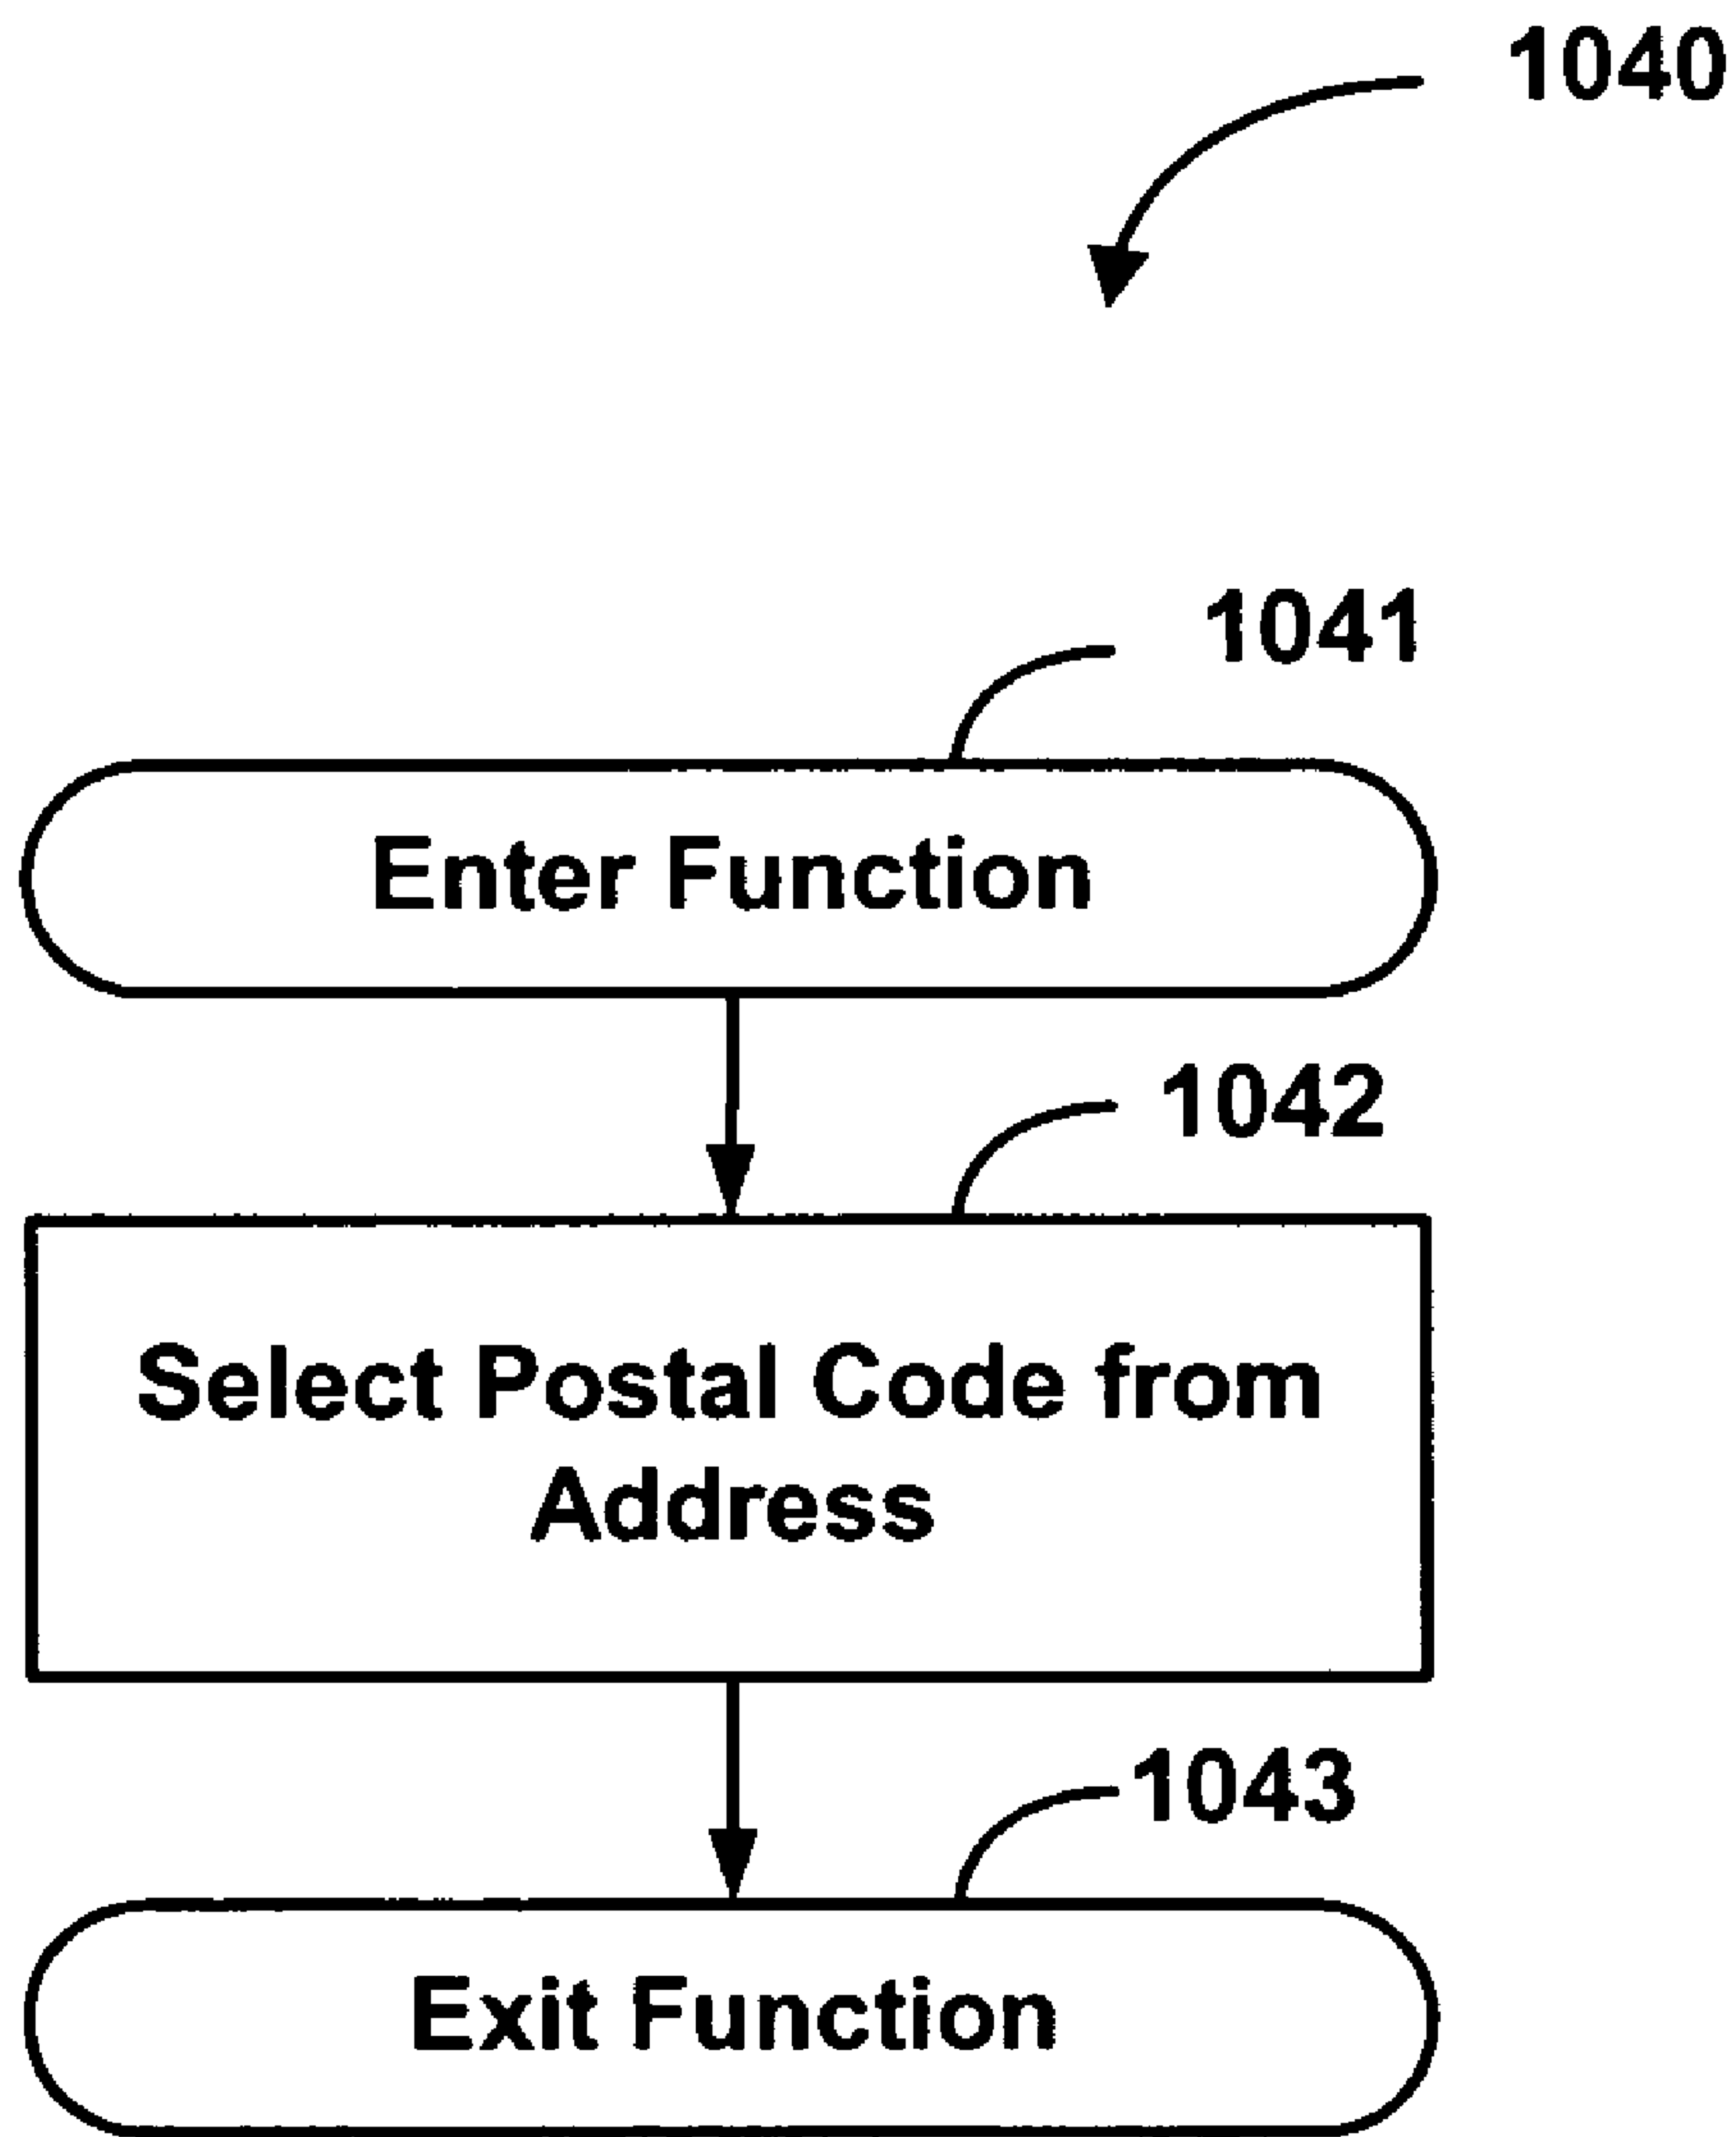 1040
1041
Enter Function
1042
Select Postal Code from
Address
1043
Exit Function